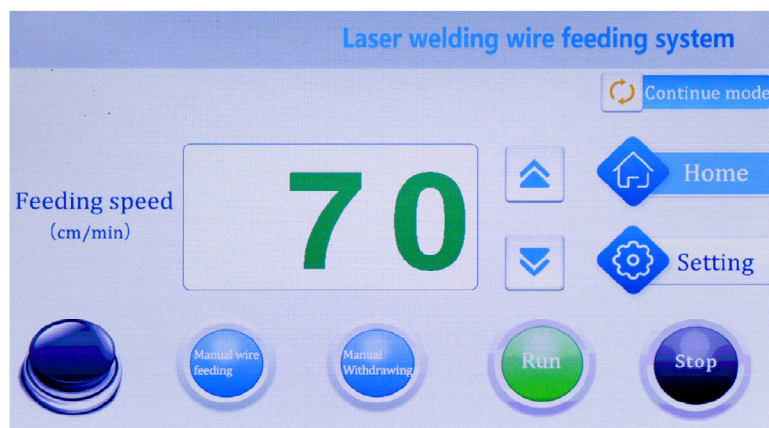 Laser welding wire feeding system
Continue mode
Feeding speed
(cm/min)
70
Home
Setting
Manual wire
feeding
Manual
Withdrawing
Run
Stop